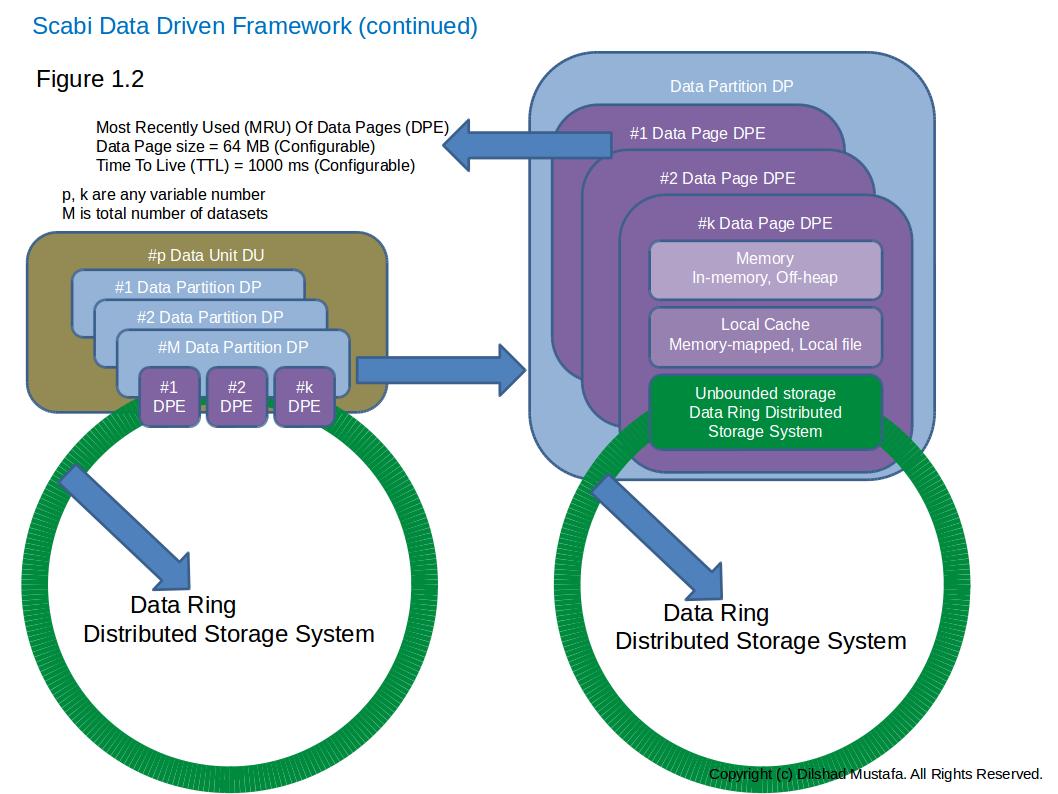 Scabi Data Driven Framework (continued)
Figure 1.2
Most Recently Used (MRU) Of Data Pages (DPE)
Data Page size = 64 MB (Configurable)
Time To Live (TTL) = 1000 ms (Configurable)
p, k are any variable number
M is total number of datasets
#p Data Unit DU
#1 Data Partition DP
#2 Data Partition DP
#M Data Partition DP
#1
DPE
#2
DPE
#k
DPE
Data Ring
Distributed Storage System
Data Partition DP
#1 Data Page DPE
#2 Data Page DPE
#k Data Page DPE
Memory
In-memory, Off-heap
Local Cache
Memory-mapped, Local file
Unbounded storage
Data Ring Distributed
Storage System
Data Ring
Distributed Storage System
Copyright (c) Dilshad Mustafa. All Rights Reserved.